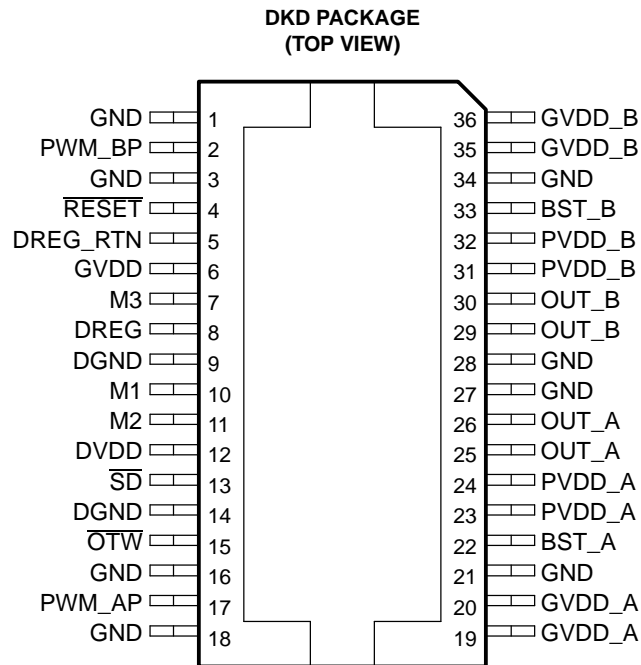 DKD PACKAGE
(TOP VIEW)
GND 1 36 GVDD_B
PWM_BP 2 35 GVDD_B
GND 3 34 GND
R̅E̅S̅E̅T̅ 4 33 BST_B
DREG_RTN 5 32 PVDD_B
GVDD 6 31 PVDD_B
M3 7 30 OUT_B
DREG 8 29 OUT_B
DGND 9 28 GND
M1 10 27 GND
M2 11 26 OUT_A
DVDD 12 25 OUT_A
S̅D̅ 13 24 PVDD_A
DGND 14 23 PVDD_A
O̅T̅W̅ 15 22 BST_A
GND 16 21 GND
PWM_AP 17 20 GVDD_A
GND 18 19 GVDD_A